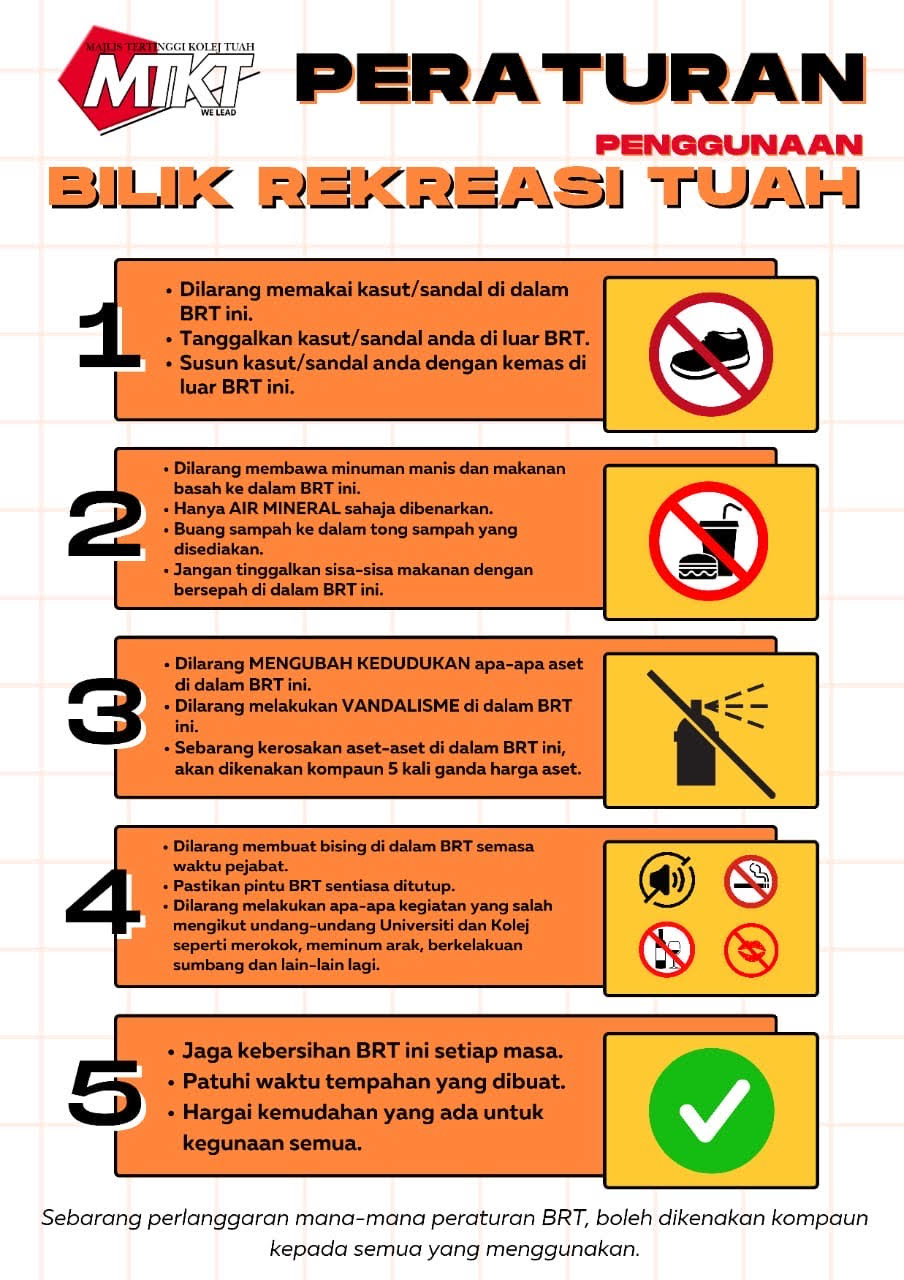 MAJLIS TERTINGGI KOLEJ TUAH
MTKT
WE LEAD
PERATURAN
PENGGUNAAN
BILIK REKREASI TUAH
1
• Dilarang memakai kasut/sandal di dalam
BRT ini.
• Tanggalkan kasut/sandal anda di luar BRT.
• Susun kasut/sandal anda dengan kemas di
luar BRT ini.
2
• Dilarang membawa minuman manis dan makanan
basah ke dalam BRT ini.
• Hanya AIR MINERAL sahaja dibenarkan.
• Buang sampah ke dalam tong sampah yang
disediakan.
• Jangan tinggalkan sisa-sisa makanan dengan
bersepah di dalam BRT ini.
3
• Dilarang MENGUBAH KEDUDUKAN apa-apa aset
di dalam BRT ini.
• Dilarang melakukan VANDALISME di dalam BRT
ini.
• Sebarang kerosakan aset-aset di dalam BRT ini,
akan dikenakan kompaun 5 kali ganda harga aset.
4
• Dilarang membuat bising di dalam BRT semasa
waktu pejabat.
• Pastikan pintu BRT sentiasa ditutup.
• Dilarang melakukan apa-apa kegiatan yang salah
mengikut undang-undang Universiti dan Kolej
seperti merokok, meminum arak, berkelakuan
sumbang dan lain-lain lagi.
5
• Jaga kebersihan BRT ini setiap masa.
• Patuhi waktu tempahan yang dibuat.
• Hargai kemudahan yang ada untuk
kegunaan semua.
Sebarang perlanggaran mana-mana peraturan BRT, boleh dikenakan kompaun
kepada semua yang menggunakan.